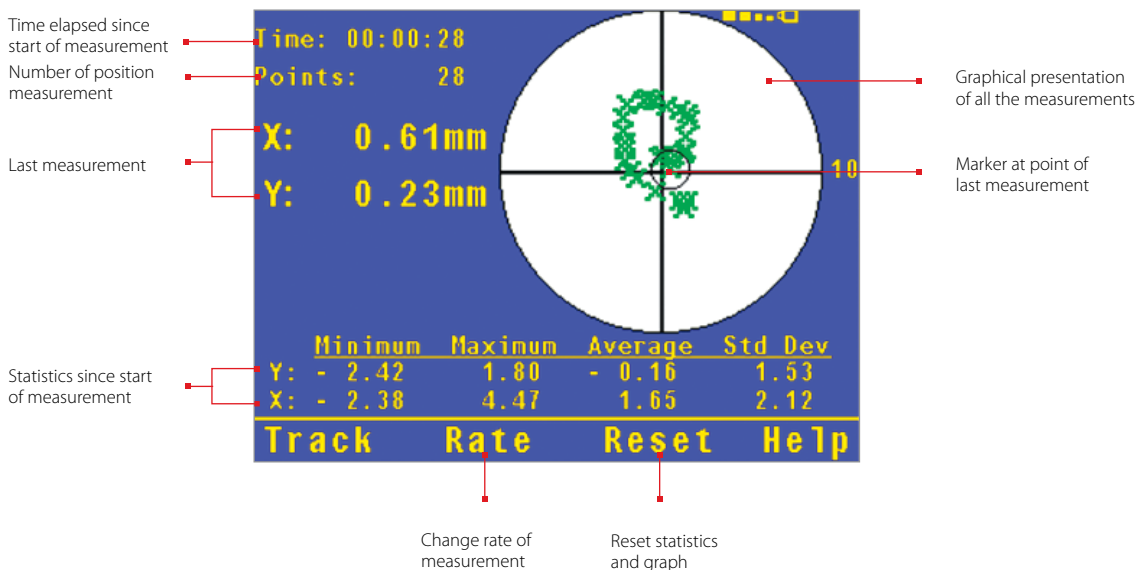 Time elapsed since
start of measurement
Number of position
measurement
Last measurement
Statistics since start
of measurement
Time: 00:00:28
Points: 28
X: 0.61mm
Y: 0.23mm
10
Minimum Maximum Average Std Dev
Y: - 2.42 1.80 - 0.16 1.53
X: - 2.38 4.47 1.65 2.12
Track Rate Reset Help
Graphical presentation
of all the measurements
Marker at point of
last measurement
Change rate of
measurement
Reset statistics
and graph